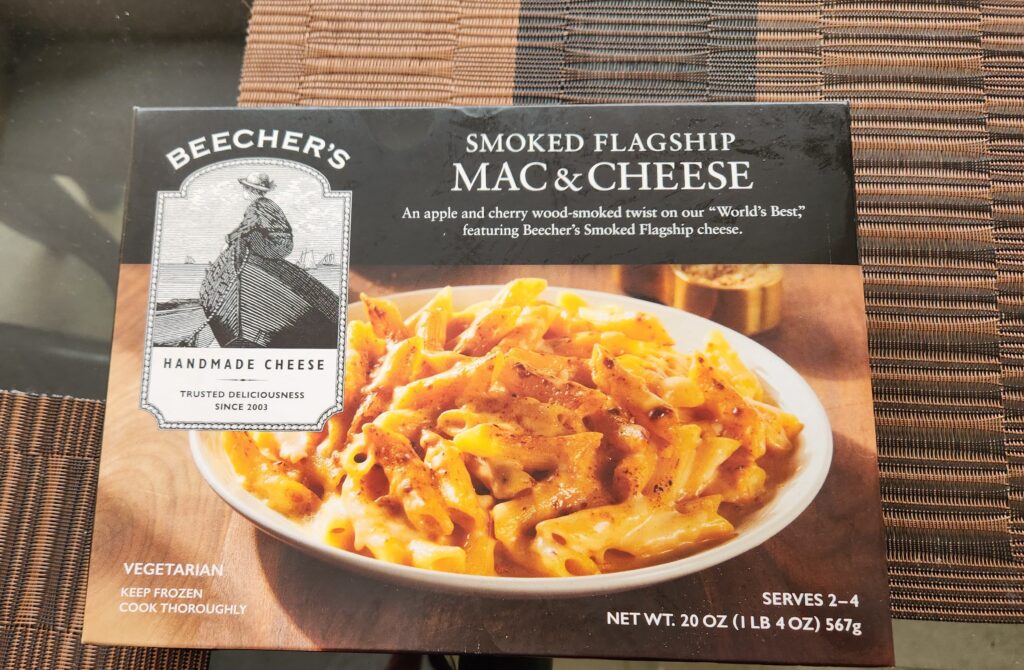 BEECHER'S
HANDMADE CHEESE
TRUSTED DELICIOUSNESS
SINCE 2003
SMOKED FLAGSHIP
MAC & CHEESE
An apple and cherry wood-smoked twist on our “World's Best,”
featuring Beecher's Smoked Flagship cheese.
VEGETARIAN
KEEP FROZEN
COOK THOROUGHLY
SERVES 2–4
NET WT. 20 OZ (1 LB 4 OZ) 567g